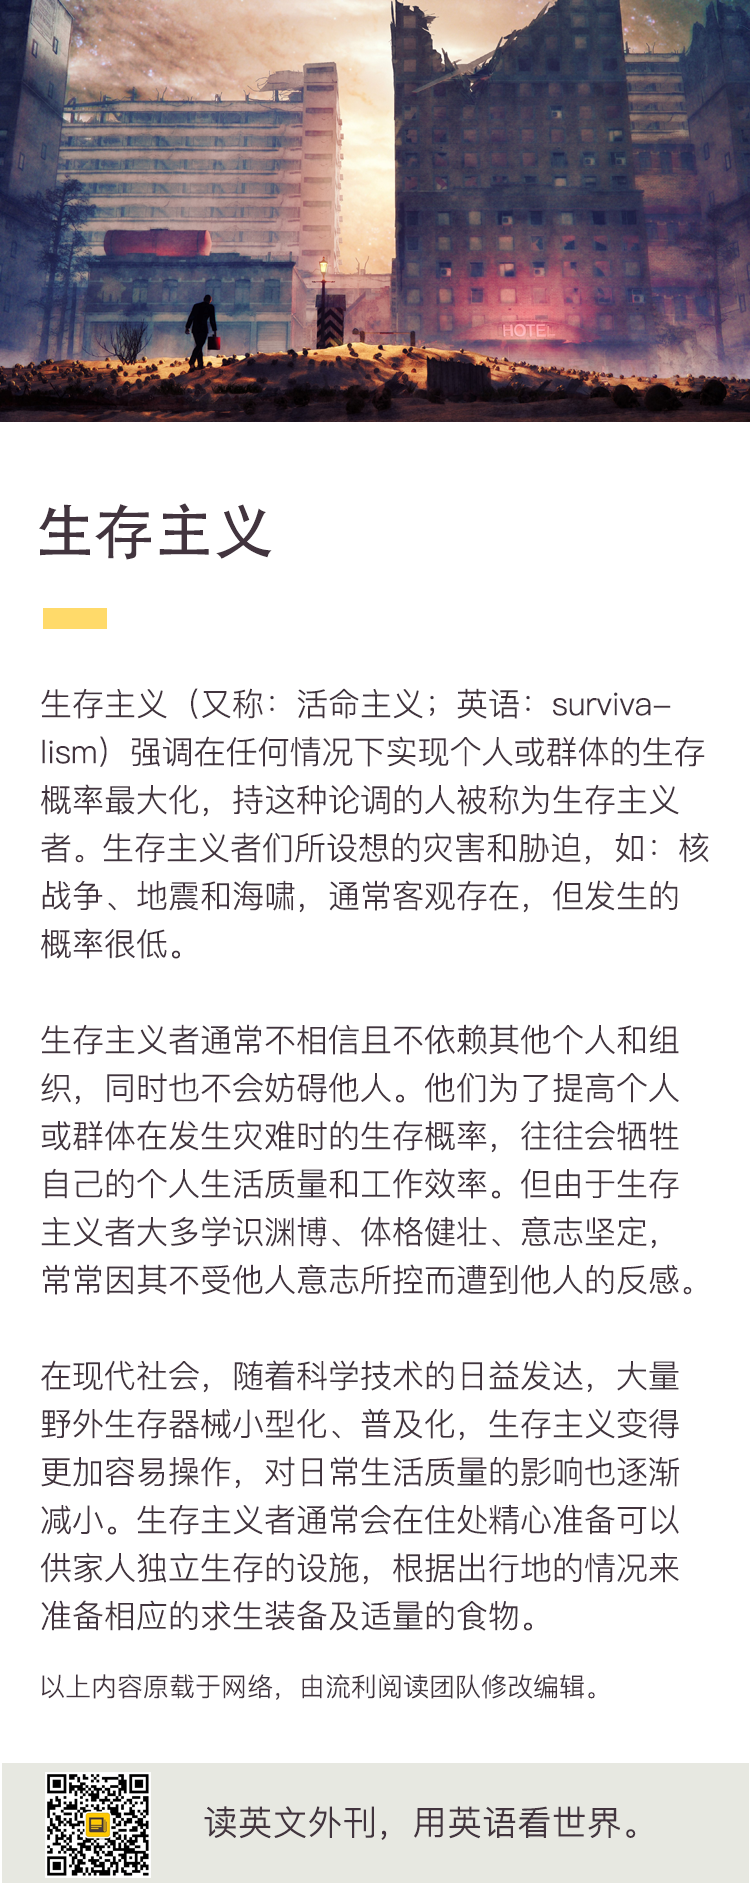 HOTEL
生存主义
生存主义（又称：活命主义；英语：surviva-
lism）强调在任何情况下实现个人或群体的生存
概率最大化，持这种论调的人被称为生存主义
者。生存主义者们所设想的灾害和胁迫，如：核
战争、地震和海啸，通常客观存在，但发生的
概率很低。
生存主义者通常不相信且不依赖其他个人和组
织，同时也不会妨碍他人。他们为了提高个人
或群体在发生灾难时的生存概率，往往会牺牲
自己的个人生活质量和工作效率。但由于生存
主义者大多学识渊博、体格健壮、意志坚定，
常常因其不受他人意志所控而遭到他人的反感。
在现代社会，随着科学技术的日益发达，大量
野外生存器械小型化、普及化，生存主义变得
更加容易操作，对日常生活质量的影响也逐渐
减小。生存主义者通常会在住处精心准备可以
供家人独立生存的设施，根据出行地的情况来
准备相应的求生装备及适量的食物。
以上内容原载于网络，由流利阅读团队修改编辑。
读英文外刊，用英语看世界。